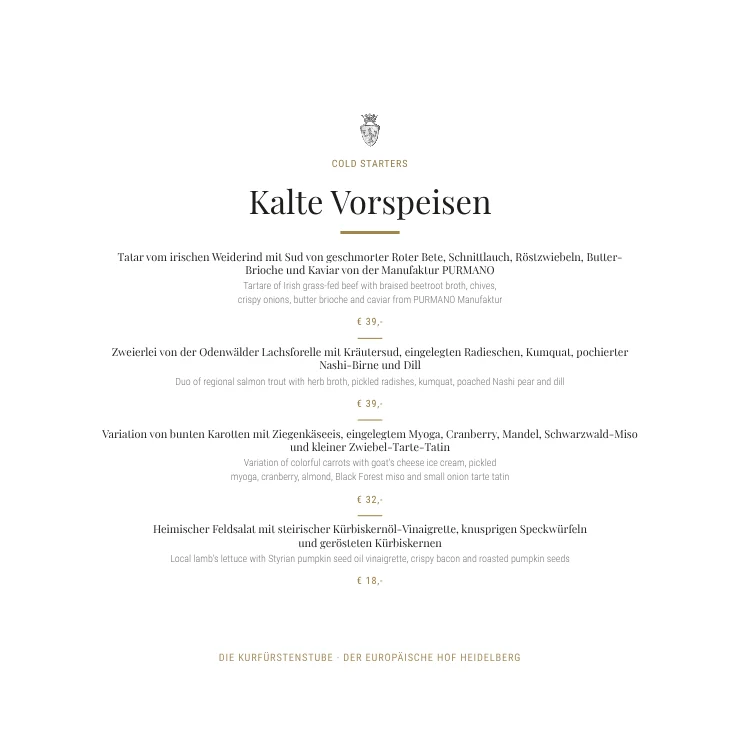 COLD STARTERS
Kalte Vorspeisen
Tatar vom irischen Weiderind mit Sud von geschmorter Roter Bete, Schnittlauch, Röstzwiebeln, Butter-
Brioche und Kaviar von der Manufaktur PURMANO
Tartare of Irish grass-fed beef with braised beetroot broth, chives,
crispy onions, butter brioche and caviar from PURMANO Manufaktur
€ 39,-
Zweierlei von der Odenwälder Lachsforelle mit Kräutersud, eingelegten Radieschen, Kumquat, pochierter
Nashi-Birne und Dill
Duo of regional salmon trout with herb broth, pickled radishes, kumquat, poached Nashi pear and dill
€ 39,-
Variation von bunten Karotten mit Ziegenkäseeis, eingelegtem Myoga, Cranberry, Mandel, Schwarzwald-Miso
und kleiner Zwiebel-Tarte-Tatin
Variation of colorful carrots with goat's cheese ice cream, pickled
myoga, cranberry, almond, Black Forest miso and small onion tarte tatin
€ 32,-
Heimischer Feldsalat mit steirischer Kürbiskernöl-Vinaigrette, knusprigen Speckwürfeln
und gerösteten Kürbiskernen
Local lamb's lettuce with Styrian pumpkin seed oil vinaigrette, crispy bacon and roasted pumpkin seeds
€ 18,-
DIE KURFÜRSTENSTUBE · DER EUROPÄISCHE HOF HEIDELBERG